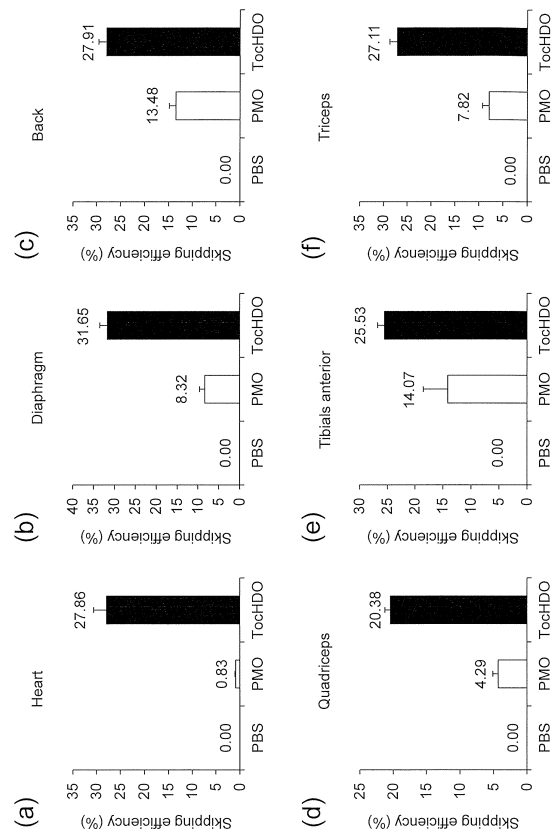 (a)
Heart
Skipping efficiency (%)
35
30
25
20
15
10
5
0
0.00
0.83
27.86
PBS PMO TocHDO
(b)
Diaphragm
Skipping efficiency (%)
40
35
30
25
20
15
10
5
0
0.00
8.32
31.65
PBS PMO TocHDO
(c)
Back
Skipping efficiency (%)
35
30
25
20
15
10
5
0
0.00
13.48
27.91
PBS PMO TocHDO
(d)
Quadriceps
Skipping efficiency (%)
25
20
15
10
5
0
0.00
4.29
20.38
PBS PMO TocHDO
(e)
Tibials anterior
Skipping efficiency (%)
30
25
20
15
10
5
0
0.00
14.07
25.53
PBS PMO TocHDO
(f)
Triceps
Skipping efficiency (%)
35
30
25
20
15
10
5
0
0.00
7.82
27.11
PBS PMO TocHDO